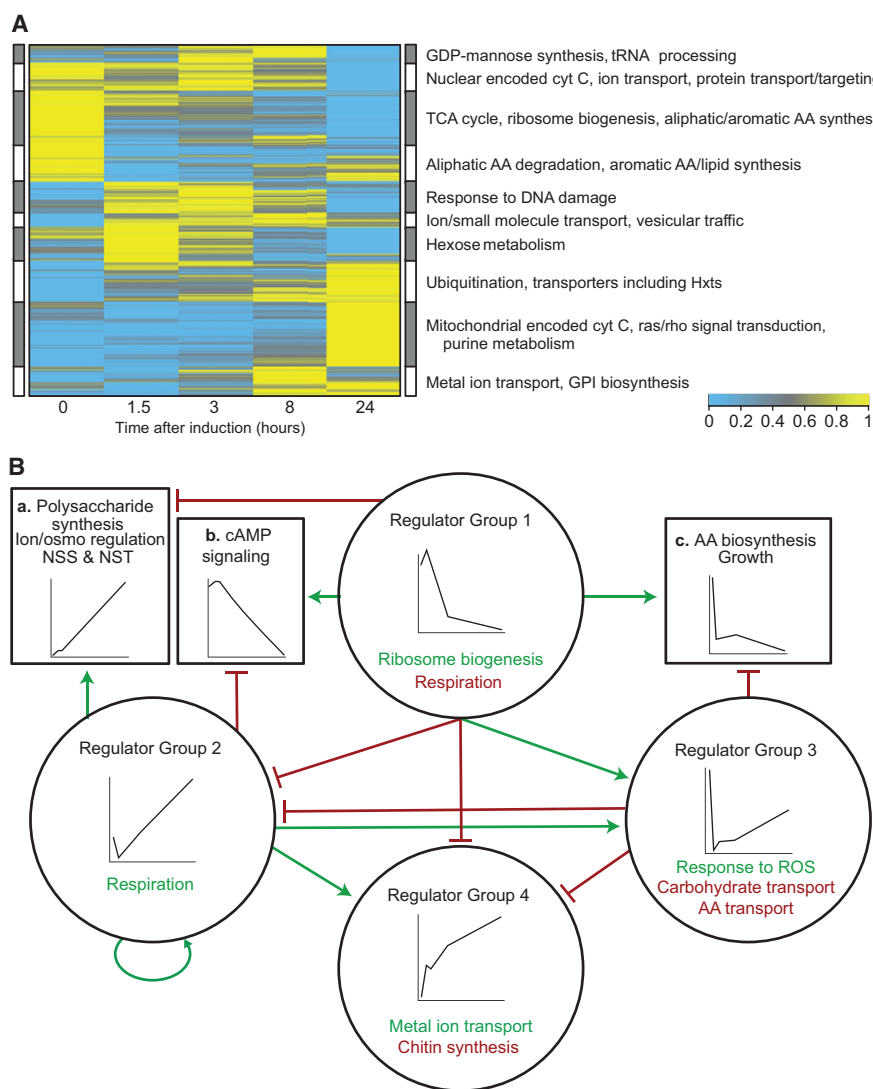 A
GDP-mannose synthesis, tRNA processing
Nuclear encoded cyt C, ion transport, protein transport/targeting
TCA cycle, ribosome biogenesis, aliphatic/aromatic AA synthes
Aliphatic AA degradation, aromatic AA/lipid synthesis
Response to DNA damage
Ion/small molecule transport, vesicular traffic
Hexose metabolism
Ubiquitination, transporters including Hxts
Mitochondrial encoded cyt C, ras/rho signal transduction,
purine metabolism
Metal ion transport, GPI biosynthesis
0 1.5 3 8 24
Time after induction (hours)
0 0.2 0.4 0.6 0.8 1
B
a. Polysaccharide
synthesis
Ion/osmo regulation
NSS & NST
b. cAMP
signaling
Regulator Group 1
Ribosome biogenesis
Respiration
c. AA biosynthesis
Growth
Regulator Group 2
Respiration
Regulator Group 3
Response to ROS
Carbohydrate transport
AA transport
Regulator Group 4
Metal ion transport
Chitin synthesis